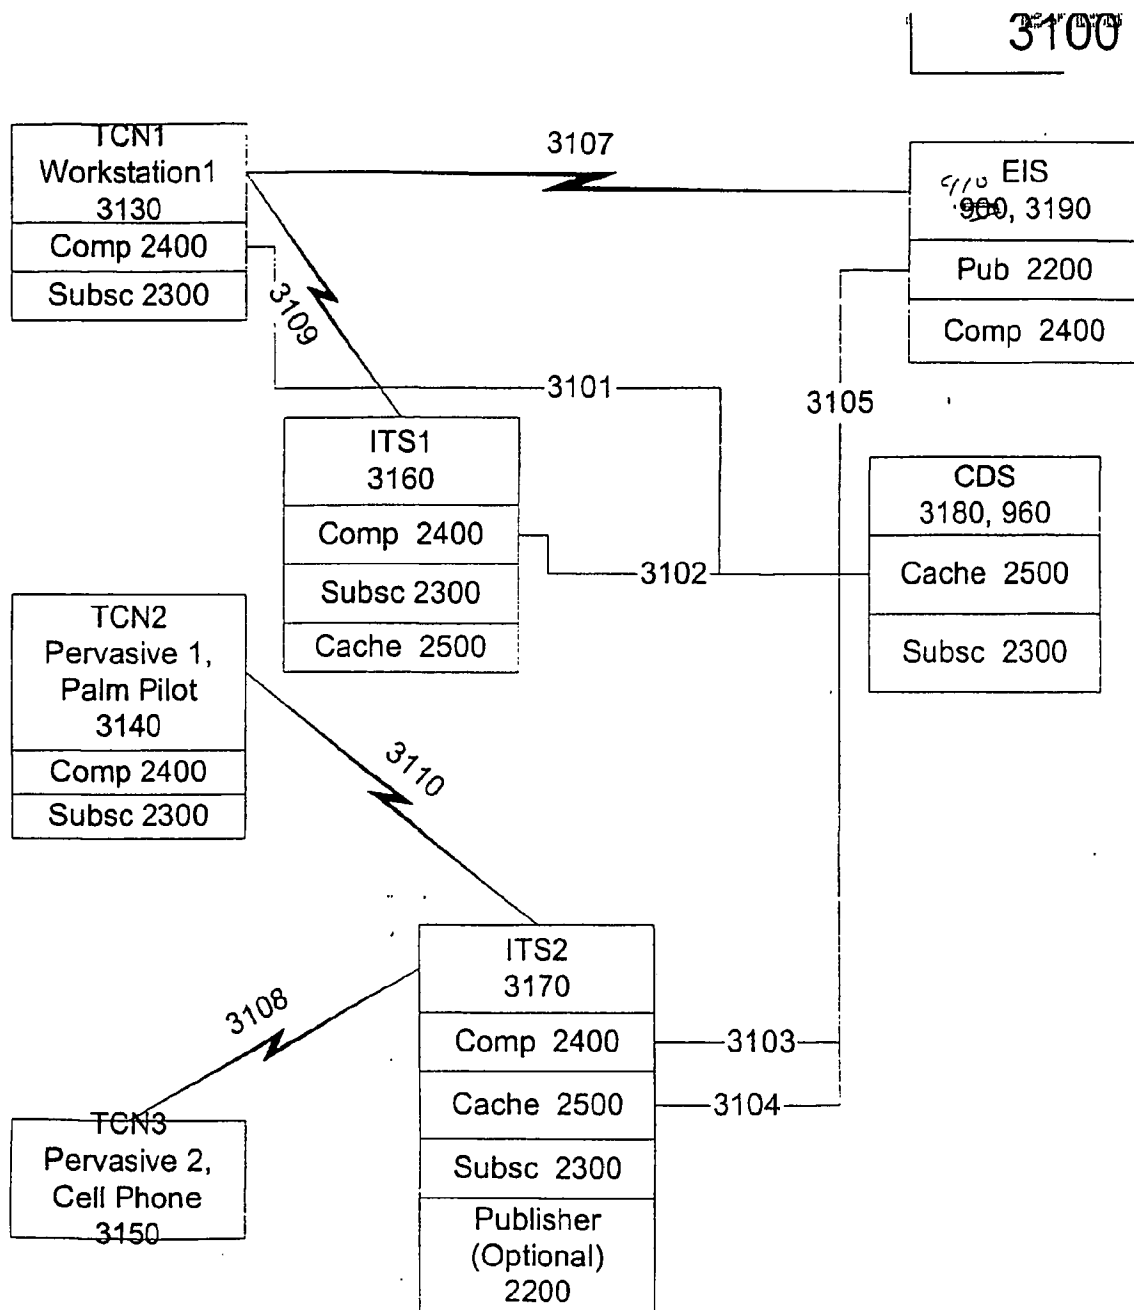 3100
TCN1
Workstation1
3130
Comp 2400
Subsc 2300
3107
EIS
910
900, 3190
Pub 2200
Comp 2400
3109
3101
3105
ITS1
3160
Comp 2400
Subsc 2300
Cache 2500
3102
CDS
3180, 960
Cache 2500
Subsc 2300
TCN2
Pervasive 1,
Palm Pilot
3140
Comp 2400
Subsc 2300
3110
ITS2
3170
Comp 2400
Cache 2500
Subsc 2300
Publisher
(Optional)
2200
3103
3104
3108
TCN3
Pervasive 2,
Cell Phone
3150